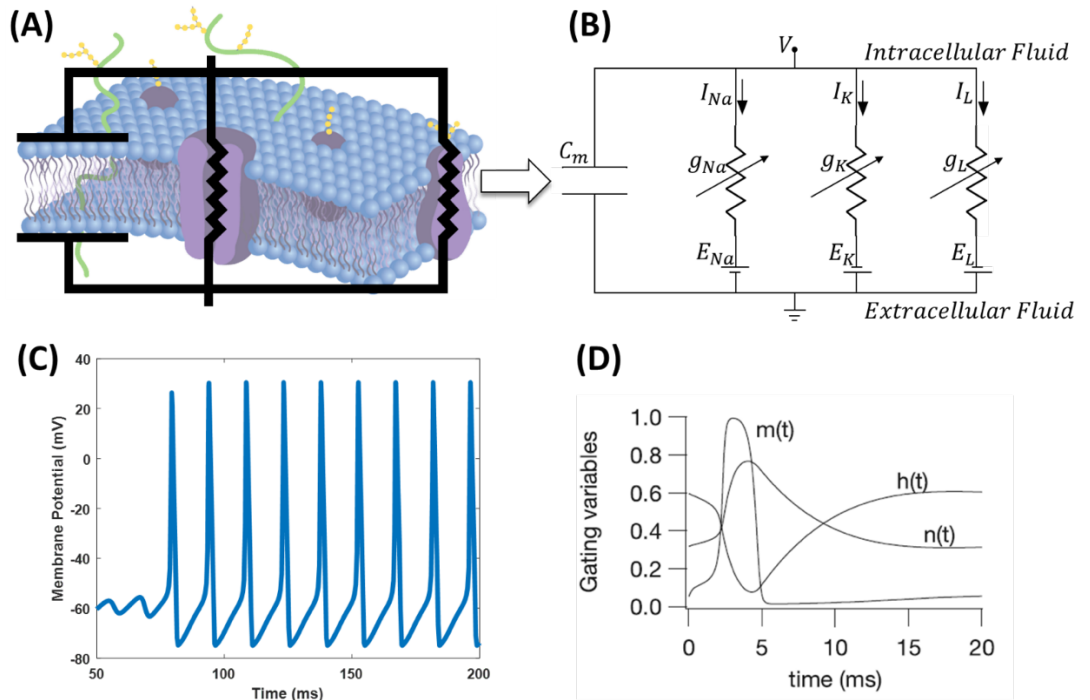 (A)
(B)
V
Intracellular Fluid
I_Na
I_K
I_L
C_m
g_Na
g_K
g_L
E_Na
E_K
E_L
Extracellular Fluid
(C)
40
20
0
-20
-40
-60
-80
Membrane Potential (mV)
50
100
150
200
Time (ms)
(D)
1.0
0.8
0.6
0.4
0.2
0.0
Gating variables
m(t)
h(t)
n(t)
0
5
10
15
20
time (ms)